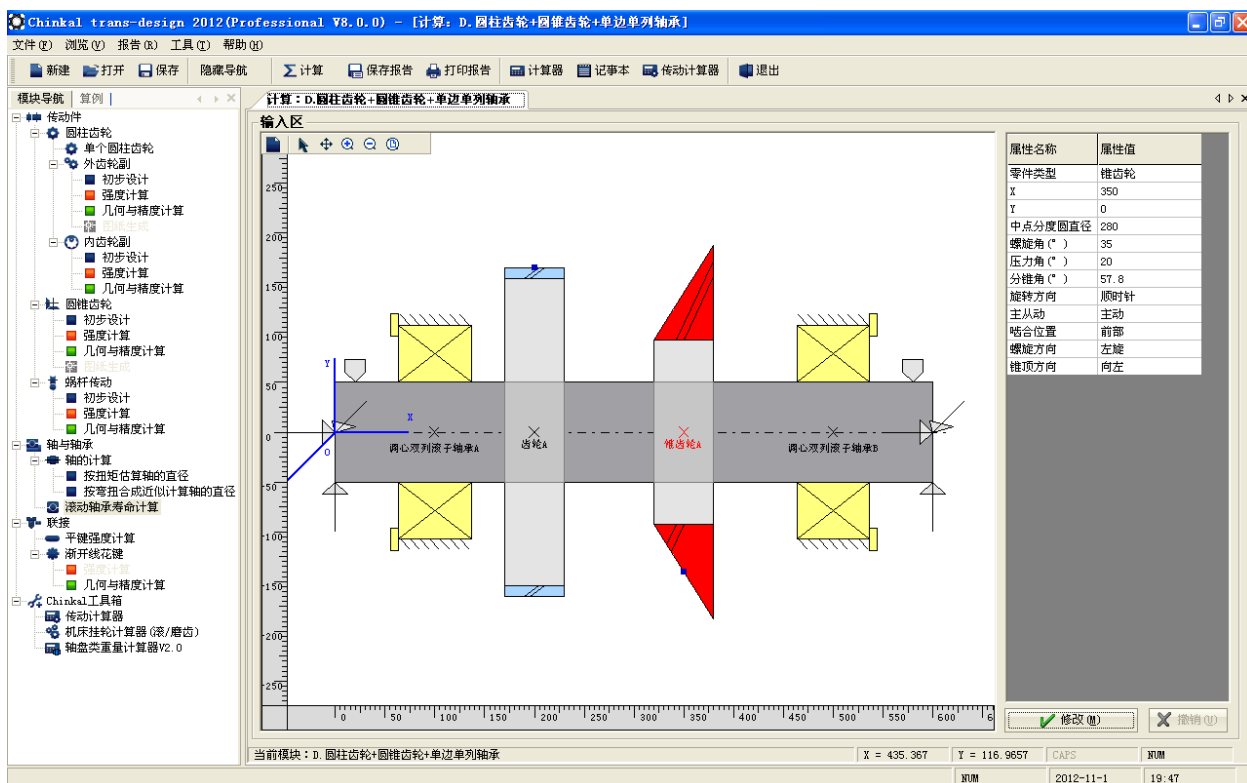 Chinkal trans-design 2012(Professional V8.0.0) - [计算: D.圆柱齿轮+圆锥齿轮+单边单列轴承]
文件(F) 浏览(V) 报告(R) 工具(T) 帮助(H)
新建 打开 保存 隐藏导航 计算 保存报告 打印报告 计算器 记事本 传动计算器 退出
模块导航 算例
传动件
圆柱齿轮
单个圆柱齿轮
外齿轮副
初步设计
强度计算
几何与精度计算
图纸生成
内齿轮副
初步设计
强度计算
几何与精度计算
圆锥齿轮
初步设计
强度计算
几何与精度计算
图纸生成
蜗杆传动
初步设计
强度计算
几何与精度计算
轴与轴承
轴的计算
按扭矩估算轴的直径
按弯扭合成近似计算轴的直径
滚动轴承寿命计算
联接
平键强度计算
渐开线花键
强度计算
几何与精度计算
Chinkal工具箱
传动计算器
机床挂轮计算器(滚/磨齿)
轴盘类重量计算器V2.0
计算:D.圆柱齿轮+圆锥齿轮+单边单列轴承
输入区
250
200
150
100
50
0
-50
-100
-150
-200
-250
Y
X
O
调心双列滚子轴承A
齿轮A
锥齿轮A
调心双列滚子轴承B
0 50 100 150 200 250 300 350 400 450 500 550 600 6
属性名称 属性值
零件类型 锥齿轮
X 350
Y 0
中点分度圆直径 280
螺旋角(°) 35
压力角(°) 20
分锥角(°) 57.8
旋转方向 顺时针
主从动 主动
啮合位置 前部
螺旋方向 左旋
锥顶方向 向左
修改(M) 撤销(U)
当前模块:D.圆柱齿轮+圆锥齿轮+单边单列轴承 X = 435.367 Y = 116.9657 CAPS NUM
NUM 2012-11-1 19:47